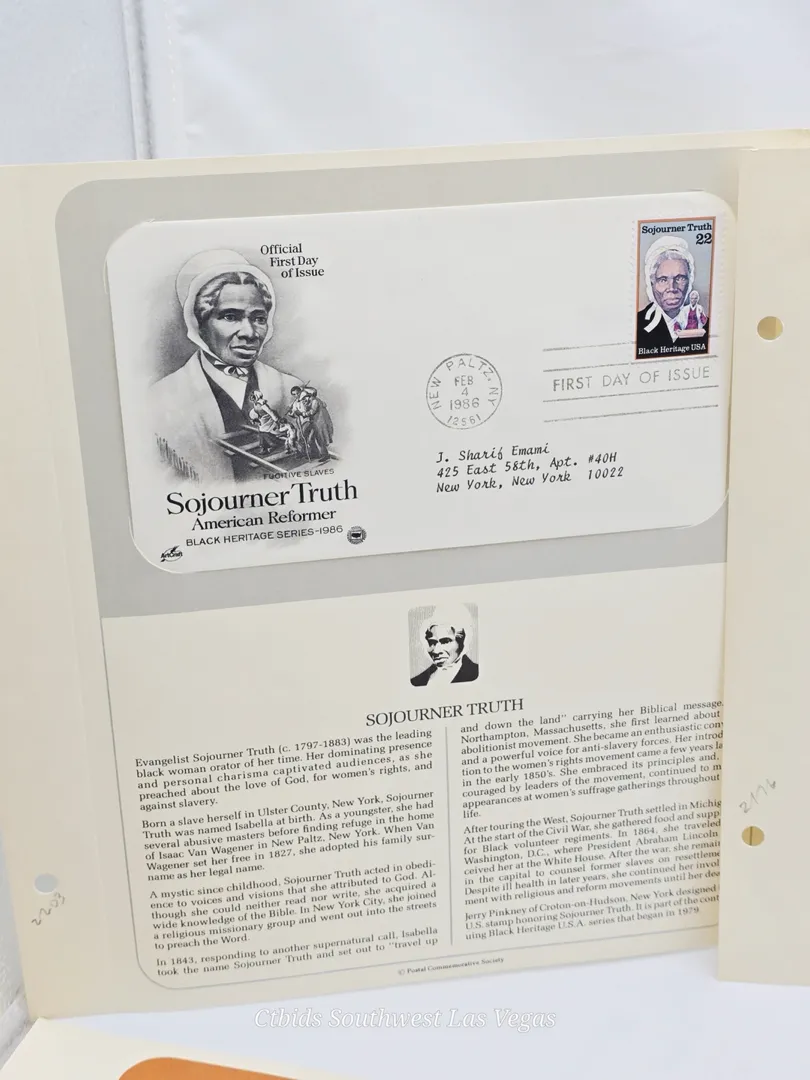 Official
First Day
of Issue
Sojourner Truth
22
Black Heritage USA
NEW PALTZ, NY
FEB
4
1986
12561
FIRST DAY OF ISSUE
J. Sharif Emami
425 East 58th, Apt. #40H
New York, New York 10022
FUGITIVE SLAVES
Sojourner Truth
American Reformer
BLACK HERITAGE SERIES-1986
ArtCraft
SOJOURNER TRUTH
Evangelist Sojourner Truth (c. 1797-1883) was the leading
black woman orator of her time. Her dominating presence
and personal charisma captivated audiences, as she
preached about the love of God, for women's rights, and
against slavery.
Born a slave herself in Ulster County, New York, Sojourner
Truth was named Isabella at birth. As a youngster, she had
several abusive masters before finding refuge in the home
of Isaac Van Wagener in New Paltz, New York. When Van
Wagener set her free in 1827, she adopted his family sur-
name as her legal name.
A mystic since childhood, Sojourner Truth acted in obedi-
ence to voices and visions that she attributed to God. Al-
though she could neither read nor write, she acquired a
wide knowledge of the Bible. In New York City, she joined
a religious missionary group and went out into the streets
to preach the Word.
In 1843, responding to another supernatural call, Isabella
took the name Sojourner Truth and set out to "travel up
and down the land" carrying her Biblical message.
Northampton, Massachusetts, she first learned about
abolitionist movement. She became an enthusiastic con
and a powerful voice for anti-slavery forces. Her introd
tion to the women's rights movement came a few years la
in the early 1850's. She embraced its principles and,
couraged by leaders of the movement, continued to m
appearances at women's suffrage gatherings throughout
life.
After touring the West, Sojourner Truth settled in Michig
At the start of the Civil War, she gathered food and supp
for Black volunteer regiments. In 1864, she traveled
Washington, D.C., where President Abraham Lincoln
ceived her at the White House. After the war, she remai
in the capital to counsel former slaves on resettleme
Despite ill health in later years, she continued her invol
ment with religious and reform movements until her dea
Jerry Pinkney of Croton-on-Hudson, New York designed
U.S. stamp honoring Sojourner Truth. It is part of the cont
uing Black Heritage U.S.A. series that began in 1979.
© Postal Commemorative Society
2203
2176
Ctbids Southwest Las Vegas